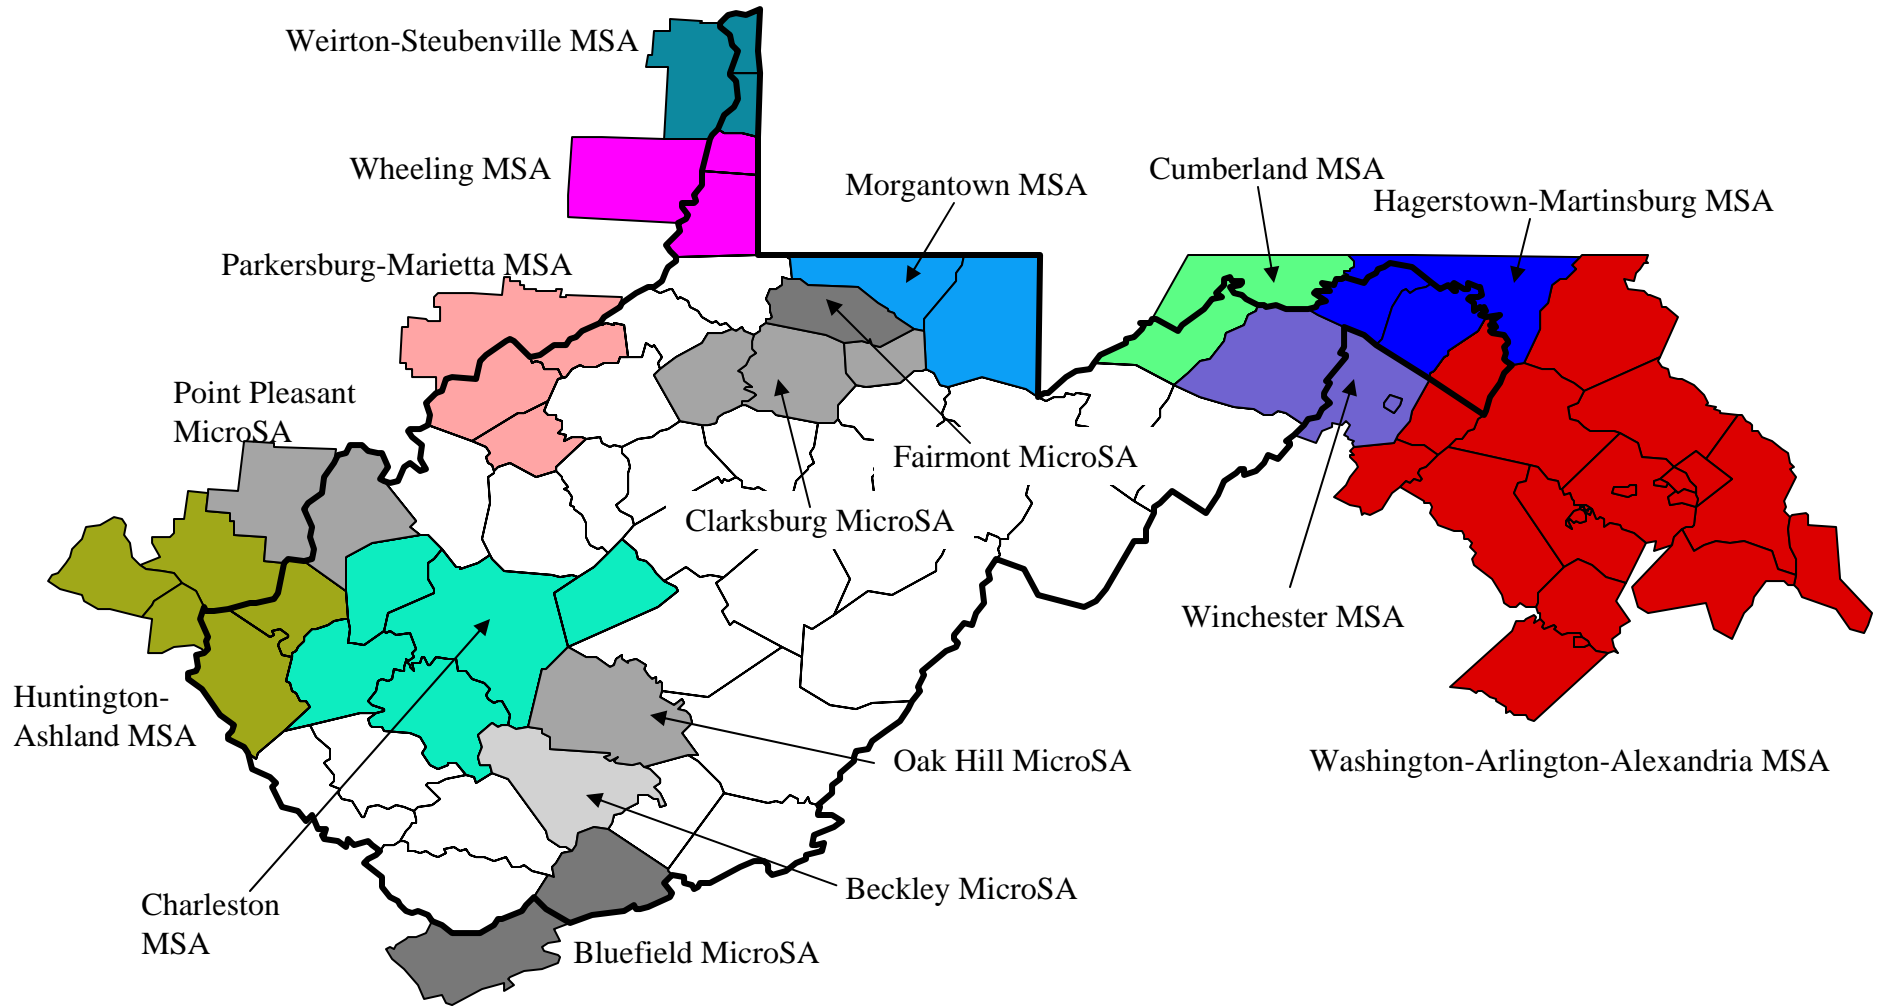 Weirton-Steubenville MSA
Wheeling MSA
Morgantown MSA
Cumberland MSA
Hagerstown-Martinsburg MSA
Parkersburg-Marietta MSA
Point Pleasant
MicroSA
Fairmont MicroSA
Clarksburg MicroSA
Winchester MSA
Huntington-
Ashland MSA
Oak Hill MicroSA
Washington-Arlington-Alexandria MSA
Beckley MicroSA
Charleston
MSA
Bluefield MicroSA